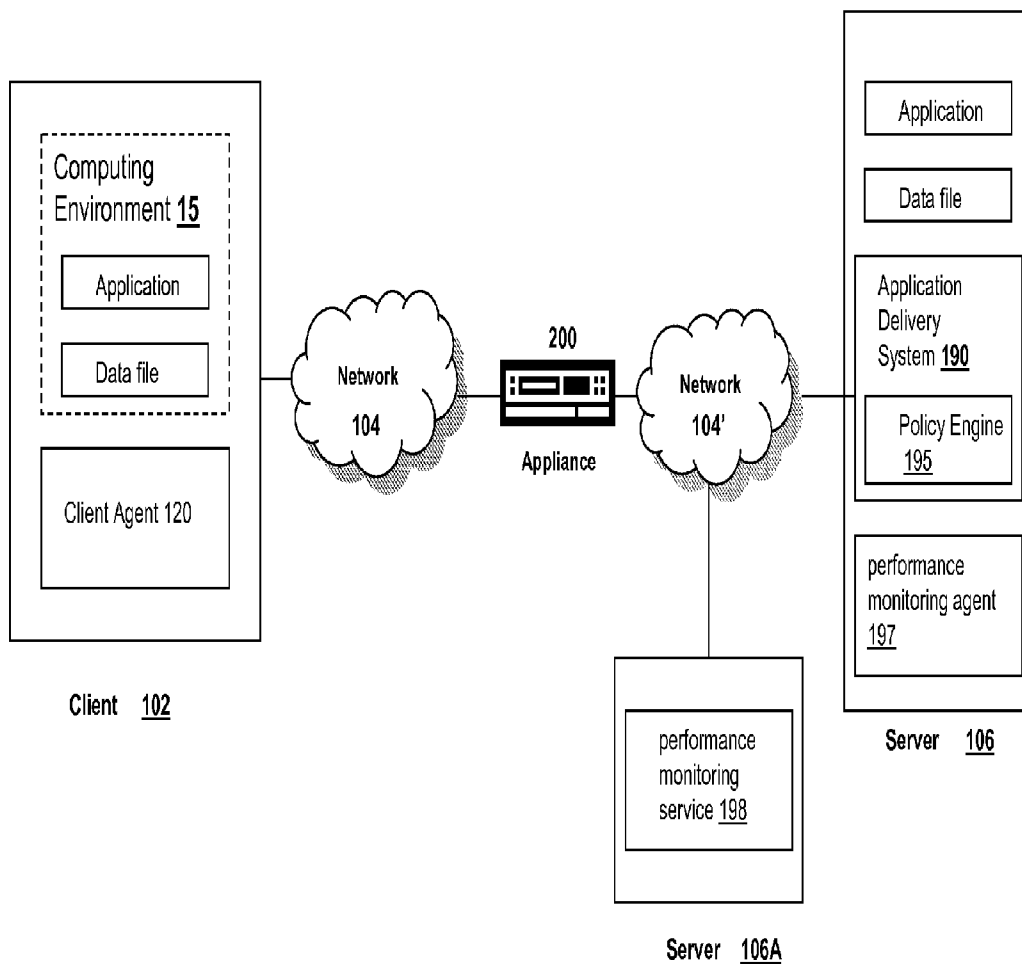 Computing
Environment 15
Application
Data file
Client Agent 120
Client 102
Network
104
200
Appliance
Network
104'
Application
Data file
Application
Delivery
System 190
Policy Engine
195
performance
monitoring agent
197
Server 106
performance
monitoring
service 198
Server 106A